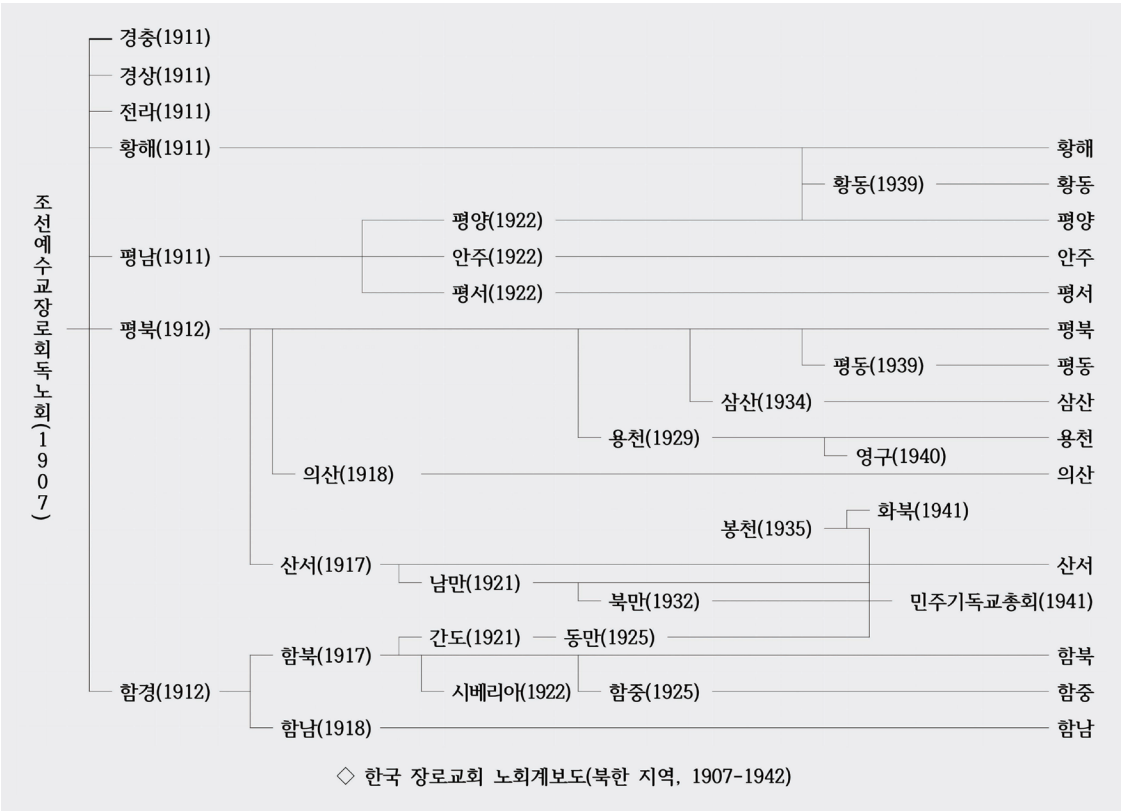 조선예수교장로회독노회(1907)
경충(1911)
경상(1911)
전라(1911)
황해(1911) 황해
황동(1939) 황동
평양(1922) 평양
평남(1911) 안주(1922) 안주
평서(1922) 평서
평북(1912) 평북
평동(1939) 평동
삼산(1934) 삼산
용천(1929) 용천
영구(1940)
의산(1918) 의산
화북(1941)
봉천(1935)
산서(1917) 산서
남만(1921)
북만(1932) 민주기독교총회(1941)
간도(1921) 동만(1925)
함북(1917) 함북
함경(1912) 시베리아(1922) 함중(1925) 함중
함남(1918) 함남
◇ 한국 장로교회 노회계보도(북한 지역, 1907-1942)